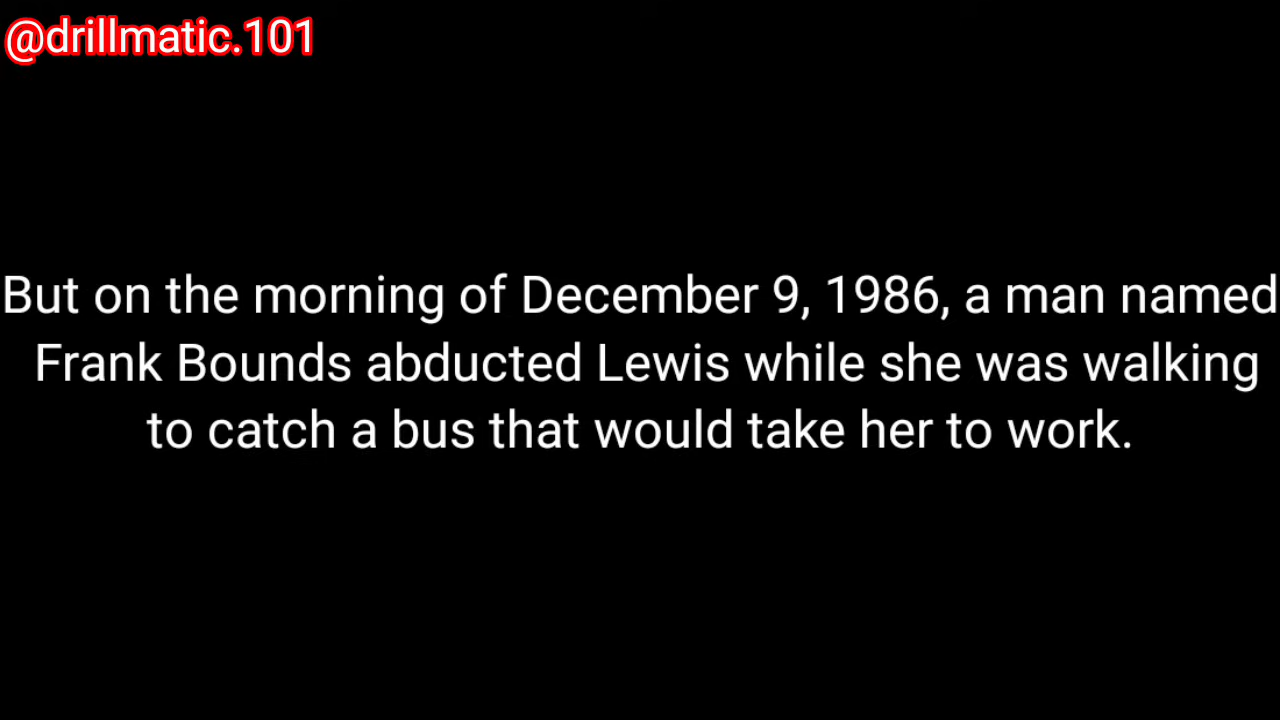 @drillmatic.101
But on the morning of December 9, 1986, a man named
Frank Bounds abducted Lewis while she was walking
to catch a bus that would take her to work.